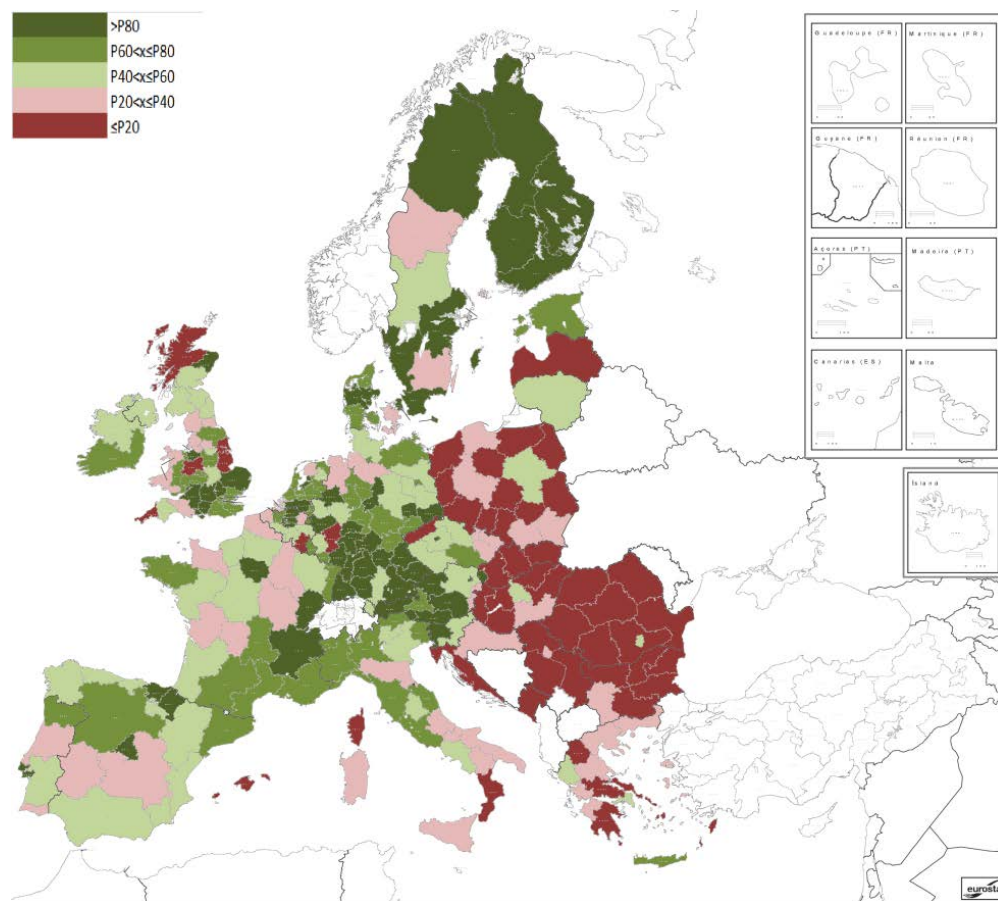 >P80
P60<x≤P80
P40<x≤P60
P20<x≤P40
≤P20
Guadeloupe (FR)
Martinique (FR)
Guyane (FR)
Réunion (FR)
Açores (PT)
Madeira (PT)
Canarias (ES)
Malta
Ísland
eurosta